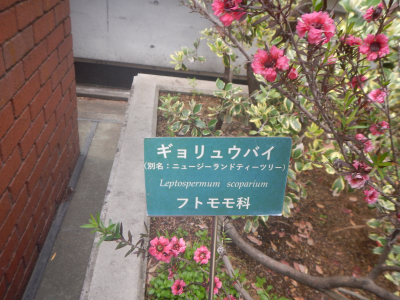 ギョリュウバイ
(別名：ニュージーランドティーツリー)
Leptospermum scoparium
フトモモ科